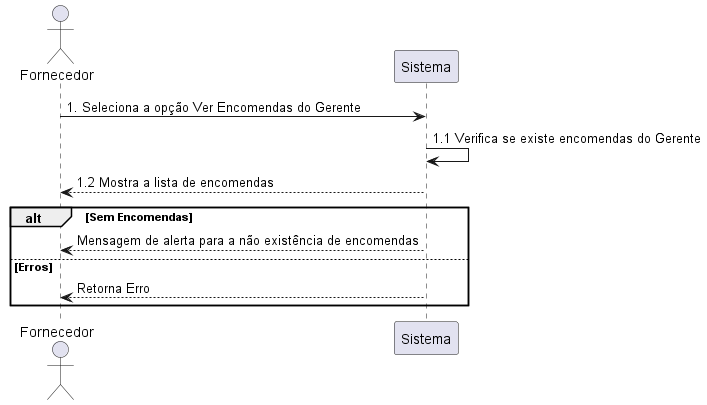 Fornecedor
Sistema
1. Seleciona a opção Ver Encomendas do Gerente
1.1 Verifica se existe encomendas do Gerente
1.2 Mostra a lista de encomendas
alt [Sem Encomendas]
Mensagem de alerta para a não existência de encomendas
[Erros]
Retorna Erro
Fornecedor
Sistema